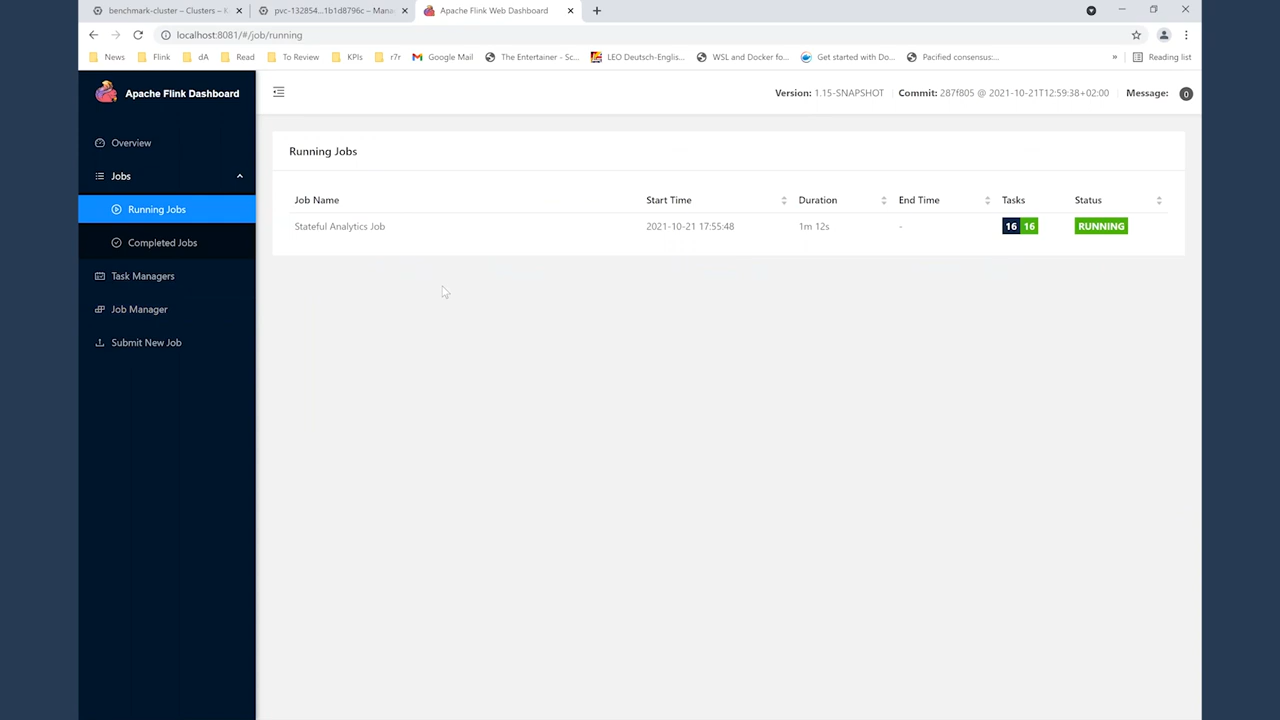 benchmark-cluster – Clusters – K
pvc-132854...1b1d8796c – Mana
Apache Flink Web Dashboard
localhost:8081/#/job/running
News
Flink
dA
Read
To Review
KPIs
r7r
Google Mail
The Entertainer - Sc...
LEO Deutsch-Englis...
WSL and Docker fo...
Get started with Do...
Pacified consensus:...
»
Reading list
Apache Flink Dashboard
Version: 1.15-SNAPSHOT
Commit: 287f805 @ 2021-10-21T12:59:38+02:00
Message: 0
Overview
Jobs
Running Jobs
Completed Jobs
Task Managers
Job Manager
Submit New Job
Running Jobs
Job Name Start Time Duration End Time Tasks Status
Stateful Analytics Job 2021-10-21 17:55:48 1m 12s - 16 16 RUNNING